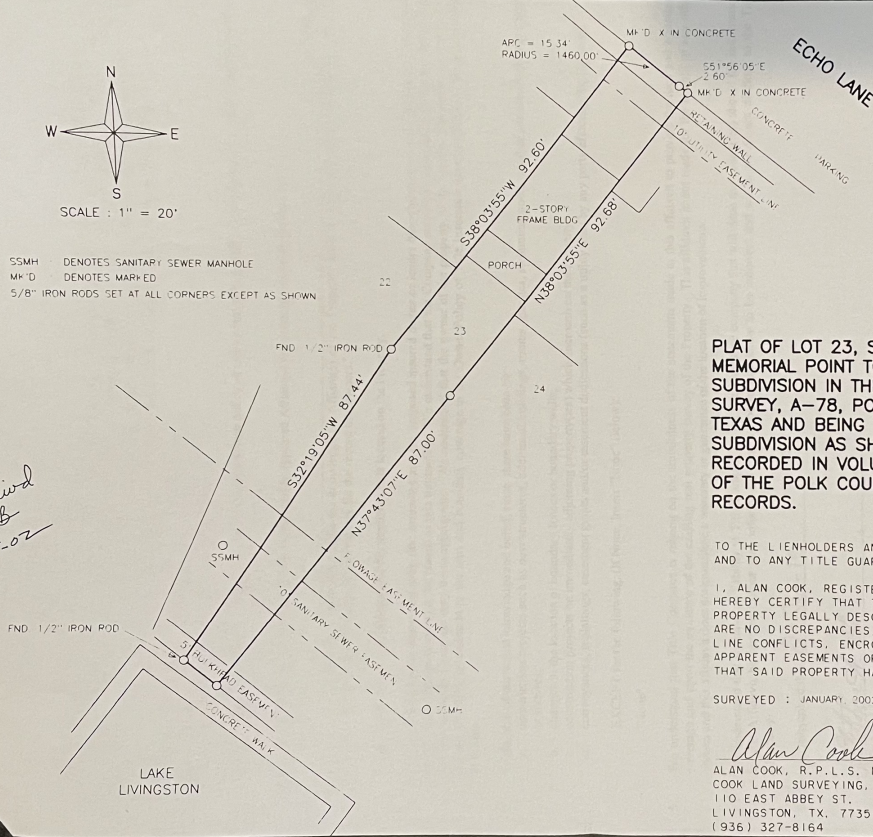 MK'D X IN CONCRETE
ARC = 15.34'
RADIUS = 1460.00'
S51°56'05"E
2.60'
MK'D X IN CONCRETE
ECHO LANE
CONCRETE
PARKING
RETAINING WALL
10' UTILITY EASEMENT LINE
N
W E
S
SCALE : 1" = 20'
S38°03'55"W 92.60'
2-STORY
FRAME BLDG
N38°03'55"E 92.68'
PORCH
SSMH DENOTES SANITARY SEWER MANHOLE
MK'D DENOTES MARKED
5/8" IRON RODS SET AT ALL CORNERS EXCEPT AS SHOWN
22
23
24
FND 1/2" IRON ROD
S32°19'05"W 87.44'
N37°43'07"E 87.00'
PLAT OF LOT 23, S
MEMORIAL POINT TO
SUBDIVISION IN TH
SURVEY, A-78, PO
TEXAS AND BEING
SUBDIVISION AS SH
RECORDED IN VOLU
OF THE POLK COU
RECORDS.
-02
SSMH
FLOWAGE EASEMENT LINE
10' SANITARY SEWER EASEMEN
FND 1/2" IRON ROD
5' BULKHEAD EASEMENT
CONCRETE WALK
SSMH
LAKE
LIVINGSTON
TO THE LIENHOLDERS AN
AND TO ANY TITLE GUAR
I, ALAN COOK, REGISTE
HEREBY CERTIFY THAT
PROPERTY LEGALLY DESC
ARE NO DISCREPANCIES
LINE CONFLICTS, ENCRO
APPARENT EASEMENTS O
THAT SAID PROPERTY HA
SURVEYED : JANUARY, 200
Alan Cook
ALAN COOK, R.P.L.S.
COOK LAND SURVEYING,
110 EAST ABBEY ST.
LIVINGSTON, TX. 7735
(936) 327-8164